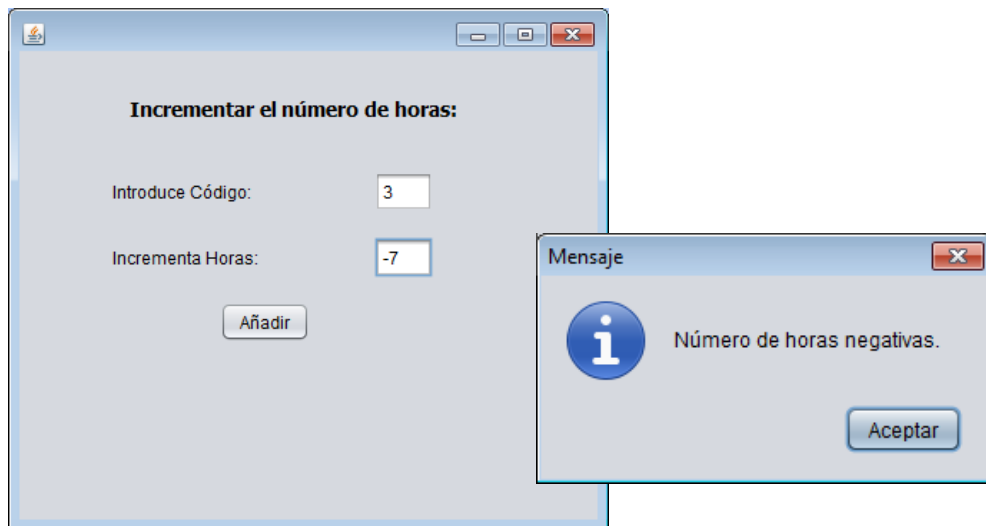 Incrementar el número de horas:
Introduce Código:
3
Incrementa Horas:
-7
Añadir
Mensaje
Número de horas negativas.
Aceptar